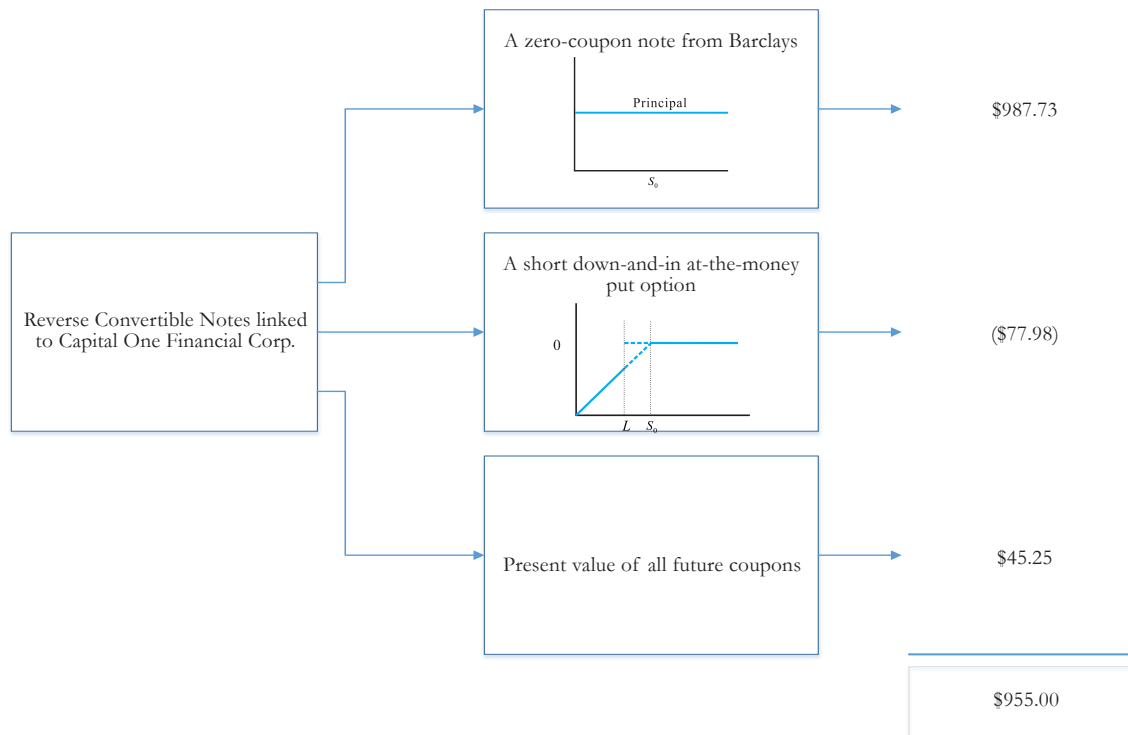 A zero-coupon note from Barclays
Principal
S₀
$987.73
Reverse Convertible Notes linked
to Capital One Financial Corp.
A short down-and-in at-the-money
put option
0
L S₀
($77.98)
Present value of all future coupons
$45.25
$955.00